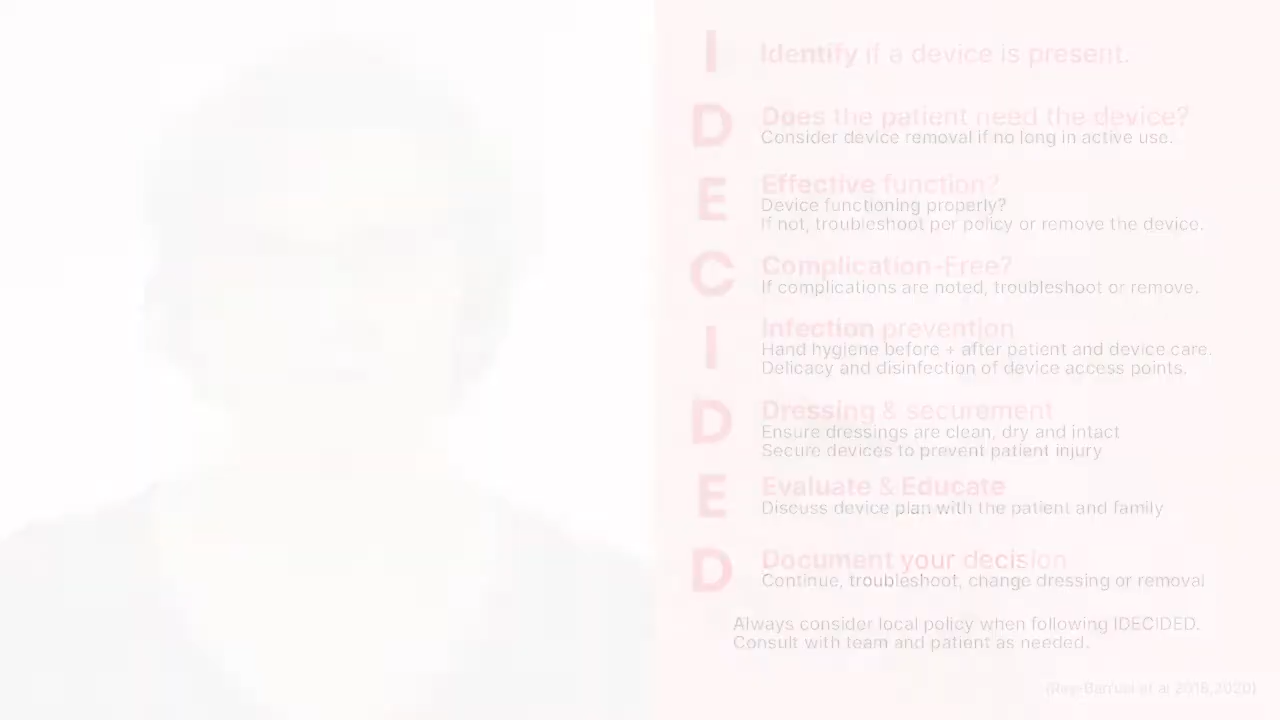 I Identify if a device is present.
D Does the patient need the device?
Consider device removal if no long in active use.
E Effective function?
Device functioning properly?
If not, troubleshoot per policy or remove the device.
C Complication-Free?
If complications are noted, troubleshoot or remove.
I Infection prevention
Hand hygiene before + after patient and device care.
Delicacy and disinfection of device access points.
D Dressing & securement
Ensure dressings are clean, dry and intact
Secure devices to prevent patient injury
E Evaluate & Educate
Discuss device plan with the patient and family
D Document your decision
Continue, troubleshoot, change dressing or removal
Always consider local policy when following IDECIDED.
Consult with team and patient as needed.
et al 2018,2020)